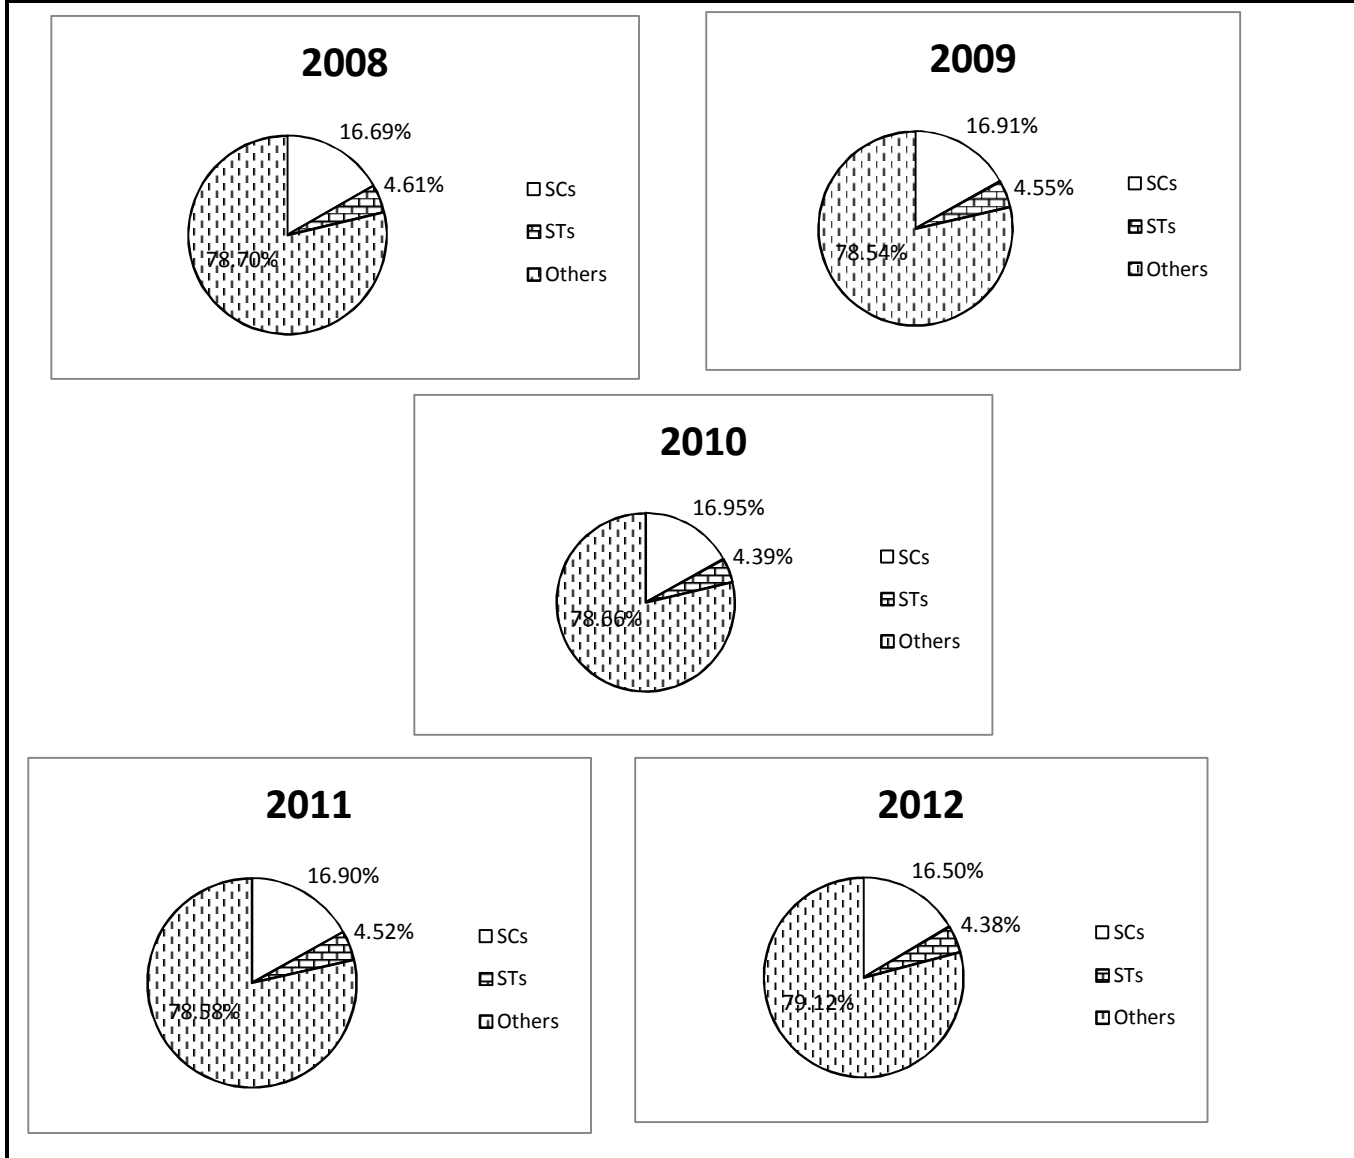 2008
16.69%
4.61%
78.70%
SCs
STs
Others
2009
16.91%
4.55%
78.54%
SCs
STs
Others
2010
16.95%
4.39%
78.66%
SCs
STs
Others
2011
16.90%
4.52%
78.58%
SCs
STs
Others
2012
16.50%
4.38%
79.12%
SCs
STs
Others